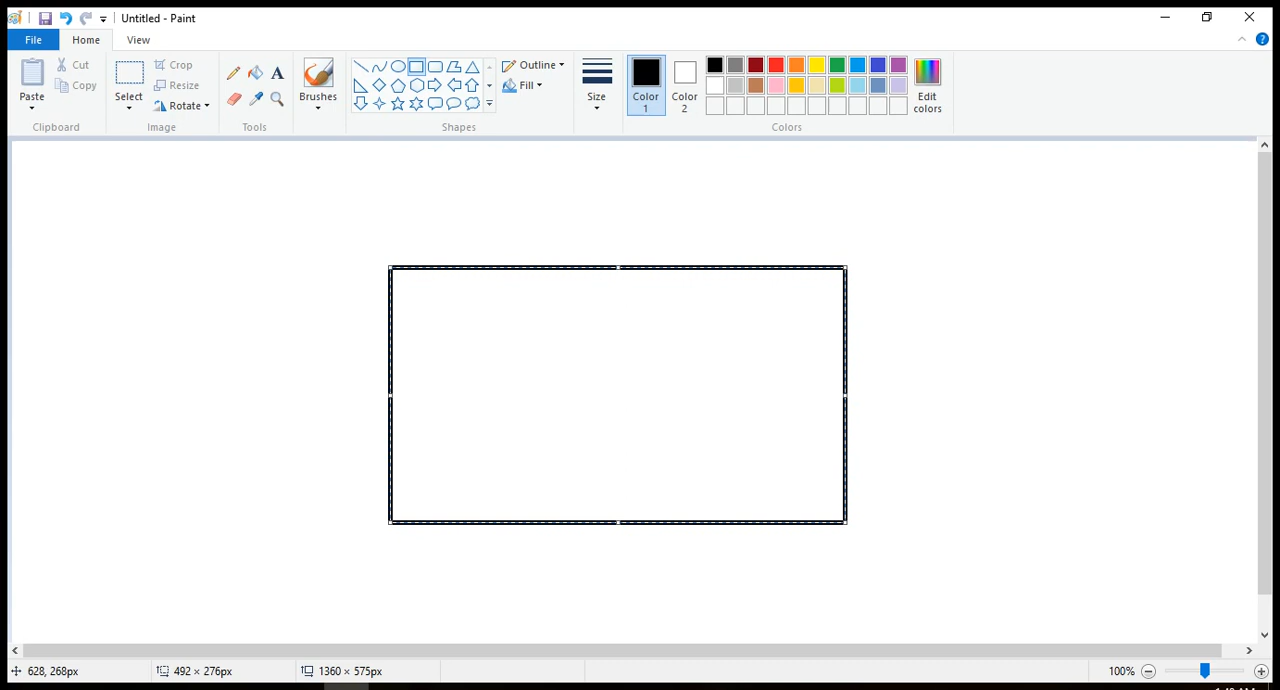 Untitled - Paint
File Home View
Paste
Cut
Copy
Clipboard
Select
Crop
Resize
Rotate
Image
A
Tools
Brushes
Shapes
Outline
Fill
Size
Color 1
Color 2
Edit colors
Colors
628, 268px
492 × 276px
1360 × 575px
100%